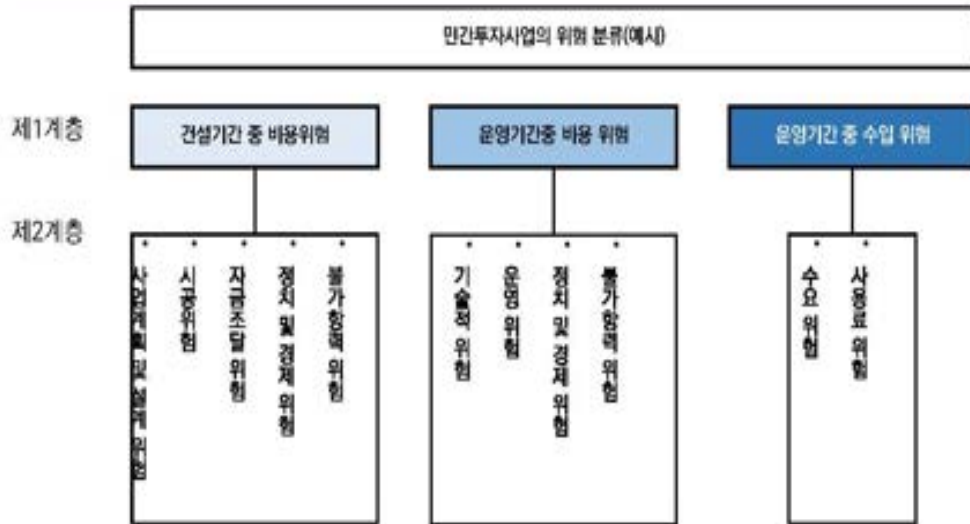 민간투자사업의 위험 분류(예시)
제1계층
건설기간 중 비용위험
운영기간중 비용 위험
운영기간 중 수입 위험
제2계층
• 사업계획 및 설계 위험
• 시공위험
• 자금조달 위험
• 정치 및 경제 위험
• 불가항력 위험
• 기술적 위험
• 운영 위험
• 정치 및 경제 위험
• 불가항력 위험
• 수요 위험
• 사용료 위험